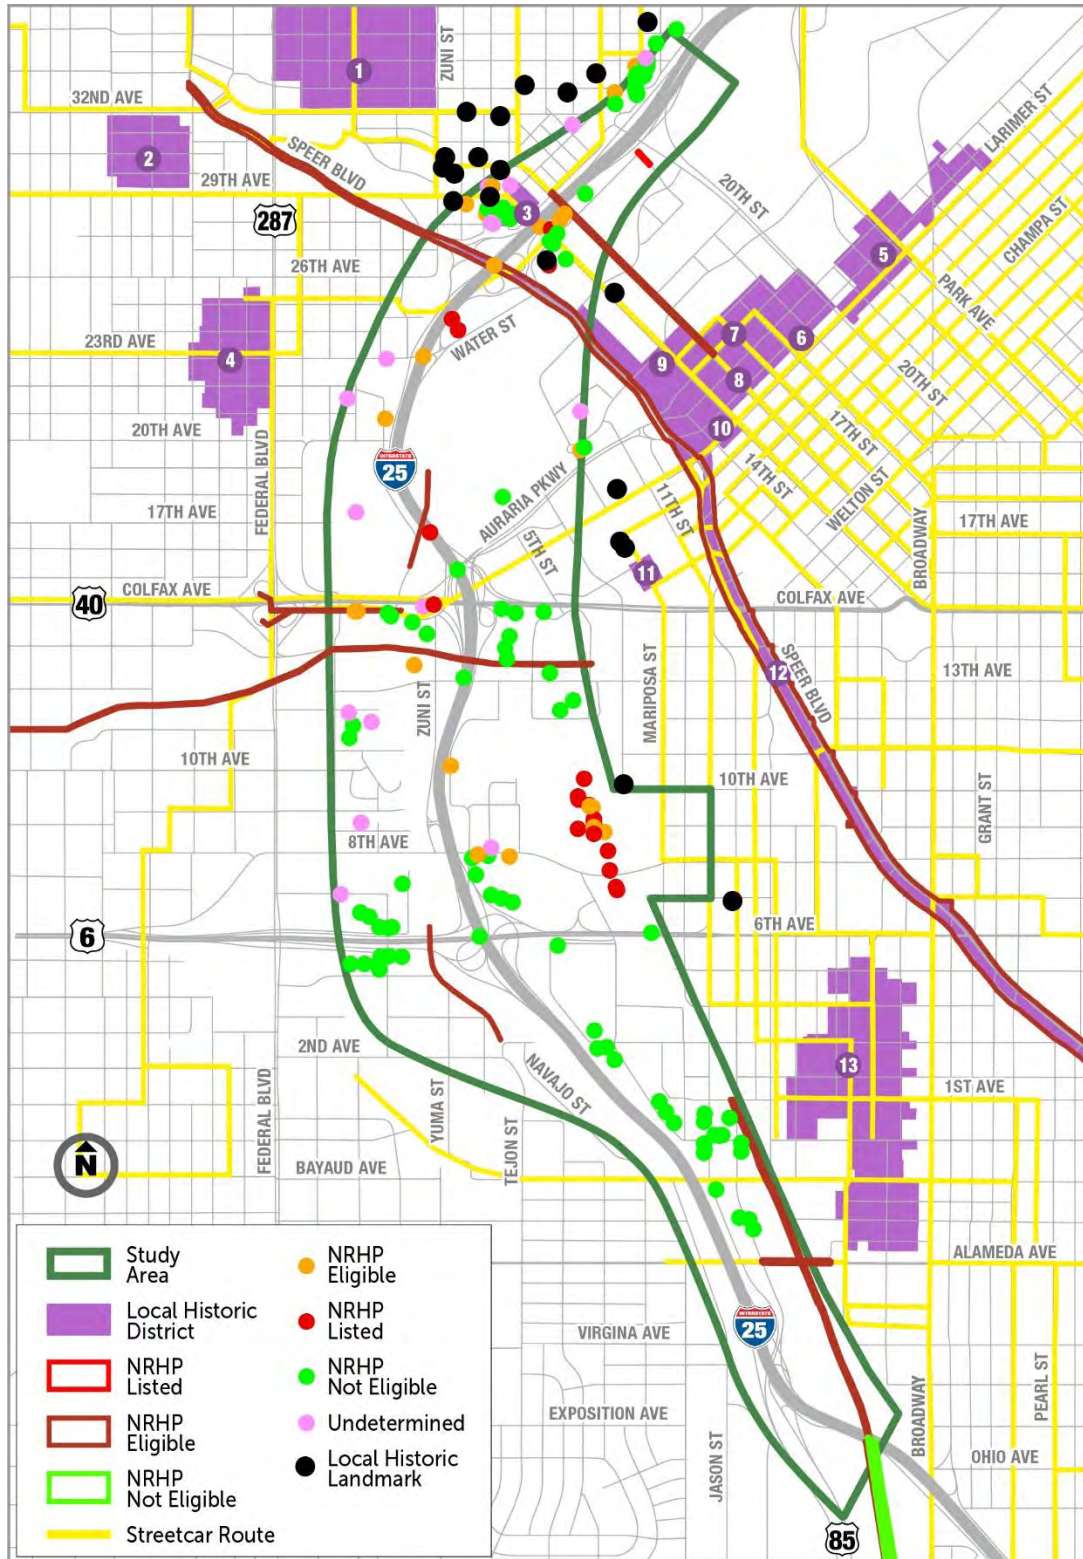 ZUNI ST
1
32ND AVE
SPEER BLVD
2
29TH AVE
287
3
LARIMER ST
20TH ST
CHAMPA ST
5
26TH AVE
PARK AVE
WATER ST
23RD AVE
4
7
6
9
8
20TH ST
20TH AVE
10
17TH ST
FEDERAL BLVD
INTERSTATE
25
14TH ST
WELTON ST
AURARIA PKWY
11TH ST
17TH AVE
17TH AVE
5TH ST
BROADWAY
11
COLFAX AVE
40
COLFAX AVE
MARIPOSA ST
SPEER BLVD
12
13TH AVE
ZUNI ST
10TH AVE
10TH AVE
GRANT ST
8TH AVE
6
6TH AVE
2ND AVE
NAVAJO ST
13
1ST AVE
FEDERAL BLVD
YUMA ST
TEJON ST
N
BAYAUD AVE
ALAMEDA AVE
INTERSTATE
25
VIRGINA AVE
PEARL ST
EXPOSITION AVE
BROADWAY
JASON ST
OHIO AVE
85
Study
Area
Local Historic
District
NRHP
Listed
NRHP
Eligible
NRHP
Not Eligible
Streetcar Route
NRHP
Eligible
NRHP
Listed
NRHP
Not Eligible
Undetermined
Local Historic
Landmark